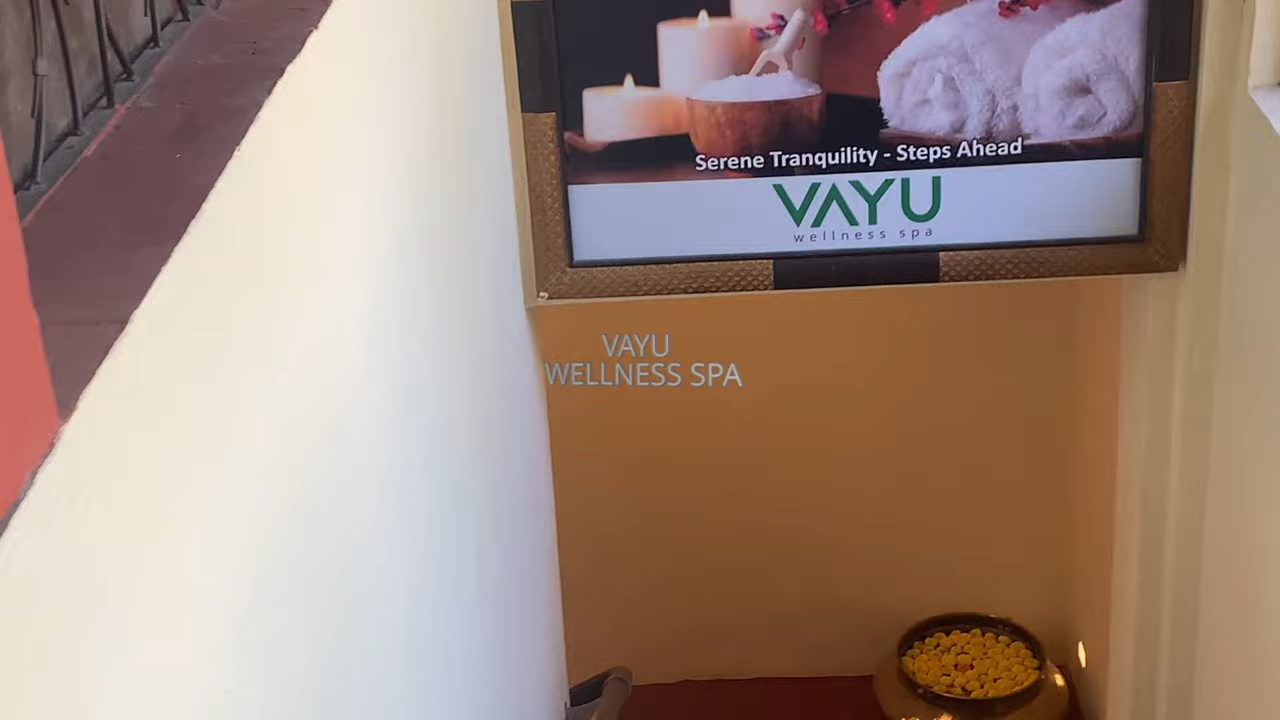 Serene Tranquility - Steps Ahead
VAYU
wellness spa
VAYU
WELLNESS SPA